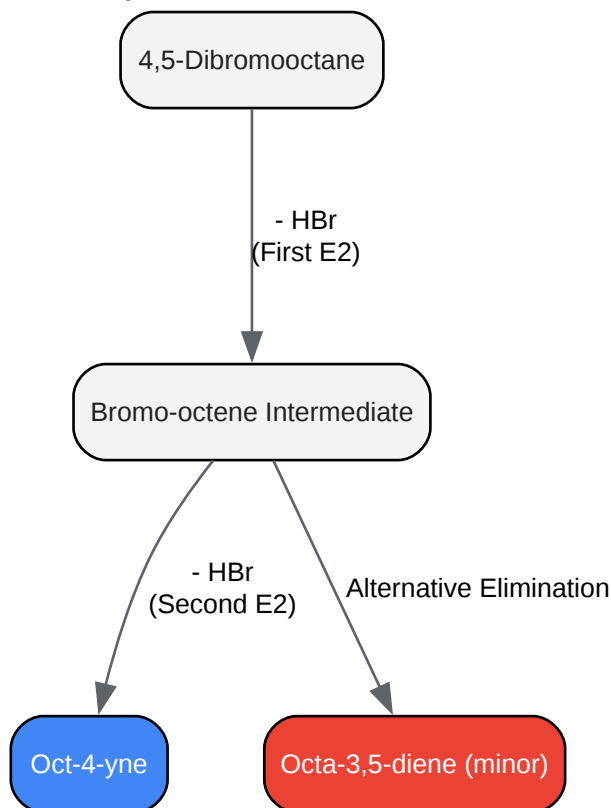 4,5-Dibromooctane
- HBr
(First E2)
Bromo-octene Intermediate
- HBr
(Second E2)
Alternative Elimination
Oct-4-yne
Octa-3,5-diene (minor)